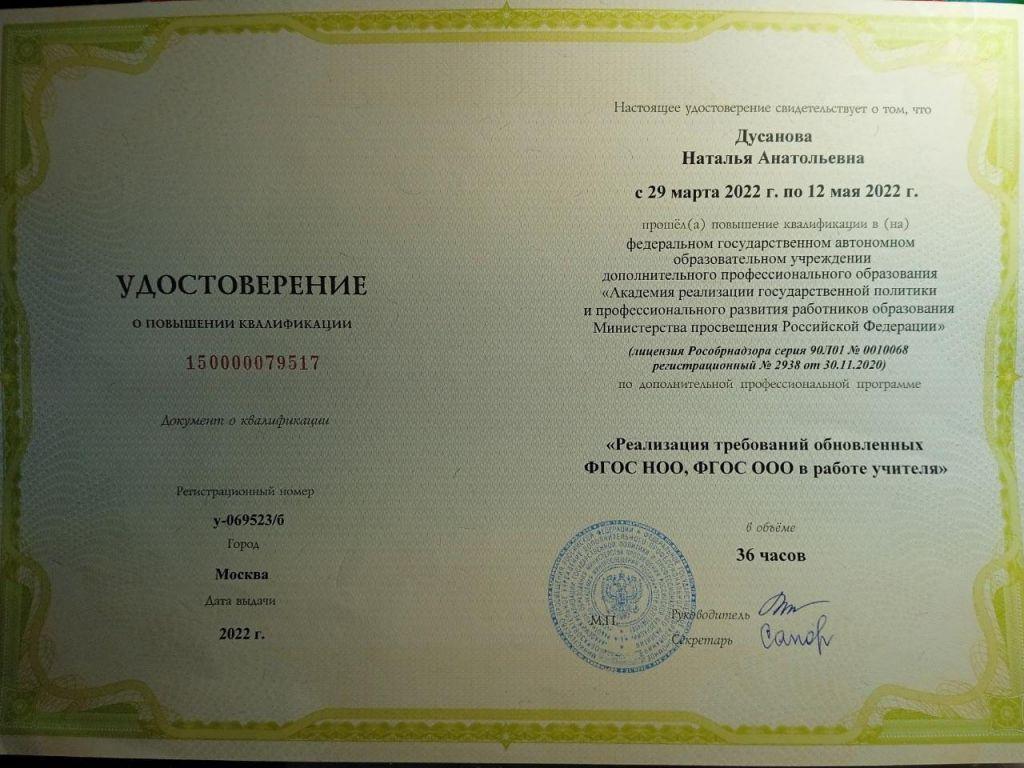 УДОСТОВЕРЕНИЕ
О ПОВЫШЕНИИ КВАЛИФИКАЦИИ
150000079517
Документ о квалификации
Регистрационный номер
у-069523/б
Город
Москва
Дата выдачи
2022 г.
Настоящее удостоверение свидетельствует о том, что
Дусанова
Наталья Анатольевна
с 29 марта 2022 г. по 12 мая 2022 г.
прошёл(а) повышение квалификации в (на)
федеральном государственном автономном
образовательном учреждении
дополнительного профессионального образования
«Академия реализации государственной политики
и профессионального развития работников образования
Министерства просвещения Российской Федерации»
(лицензия Рособрнадзора серия 90Л01 № 0010068
регистрационный № 2938 от 30.11.2020)
по дополнительной профессиональной программе
«Реализация требований обновленных
ФГОС НОО, ФГОС ООО в работе учителя»
в объёме
36 часов
М.П.
Руководитель
Секретарь